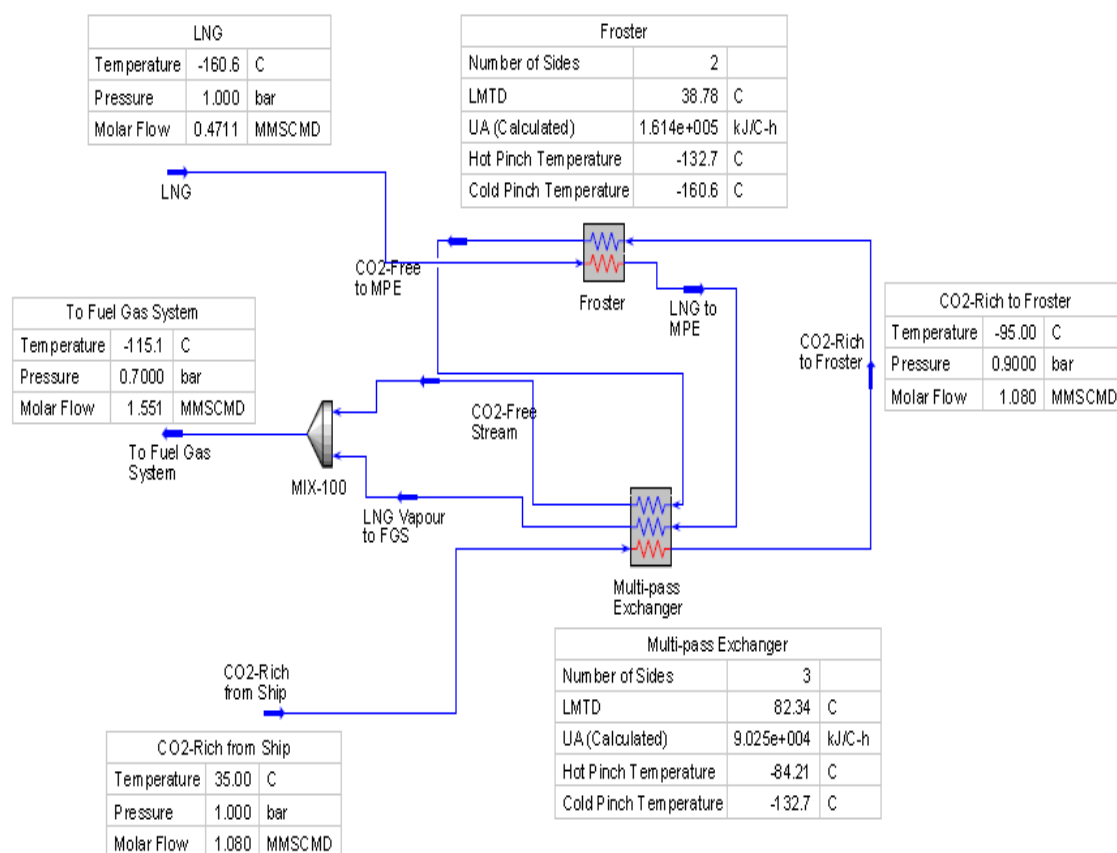 LNG
Temperature -160.6 C
Pressure 1.000 bar
Molar Flow 0.4711 MMSCMD
Froster
Number of Sides 2
LMTD 38.78 C
UA (Calculated) 1.614e+005 kJ/C-h
Hot Pinch Temperature -132.7 C
Cold Pinch Temperature -160.6 C
LNG
CO2-Free
to MPE
Froster
LNG to
MPE
To Fuel Gas System
Temperature -115.1 C
Pressure 0.7000 bar
Molar Flow 1.551 MMSCMD
CO2-Rich
to Froster
CO2-Rich to Froster
Temperature -95.00 C
Pressure 0.9000 bar
Molar Flow 1.080 MMSCMD
CO2-Free
Stream
To Fuel Gas
System
MIX-100
LNG Vapour
to FGS
Multi-pass
Exchanger
CO2-Rich
from Ship
Multi-pass Exchanger
Number of Sides 3
LMTD 82.34 C
UA (Calculated) 9.025e+004 kJ/C-h
Hot Pinch Temperature -84.21 C
Cold Pinch Temperature -132.7 C
CO2-Rich from Ship
Temperature 35.00 C
Pressure 1.000 bar
Molar Flow 1.080 MMSCMD